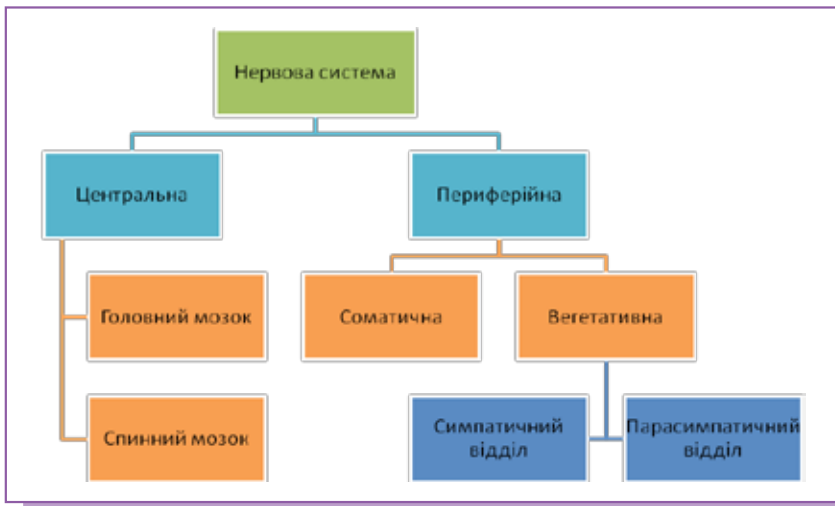 Нервова система
Центральна
Периферійна
Головний мозок
Соматична
Вегетативна
Спинний мозок
Симпатичний
відділ
Парасимпатичний
відділ